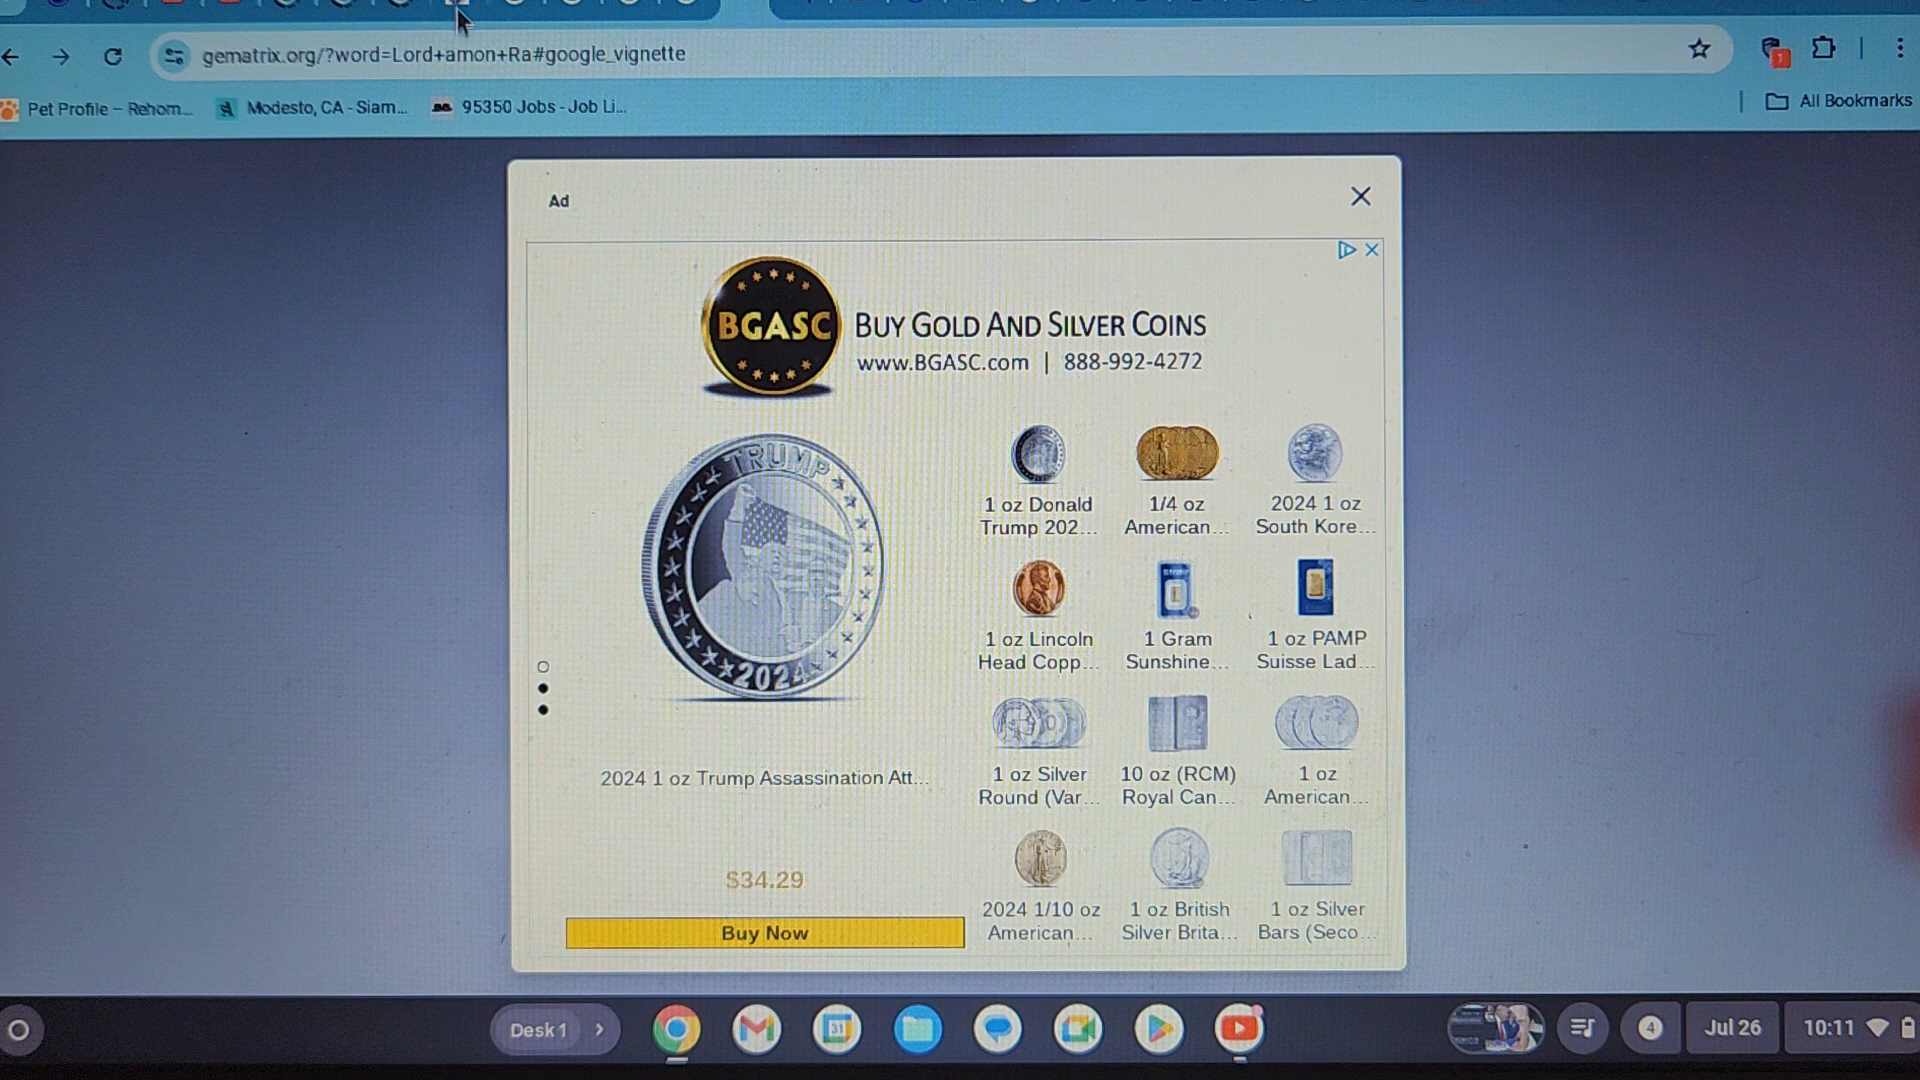 gematrix.org/?word=Lord+amon+Ra#google_vignette
1
Pet Profile – Rehom...
Modesto, CA - Siam...
95350 Jobs - Job Li...
All Bookmarks
Ad
BGASC
BUY GOLD AND SILVER COINS
www.BGASC.com | 888-992-4272
TRUMP
2024
1 oz Donald
Trump 202...
1/4 oz
American...
2024 1 oz
South Kore...
1 oz Lincoln
Head Copp...
1 Gram
Sunshine...
1 oz PAMP
Suisse Lad...
1 oz Silver
Round (Var...
10 oz (RCM)
Royal Can...
1 oz
American...
2024 1 oz Trump Assassination Att...
$34.29
Buy Now
2024 1/10 oz
American...
1 oz British
Silver Brita...
1 oz Silver
Bars (Seco...
Desk 1
31
4
Jul 26
10:11